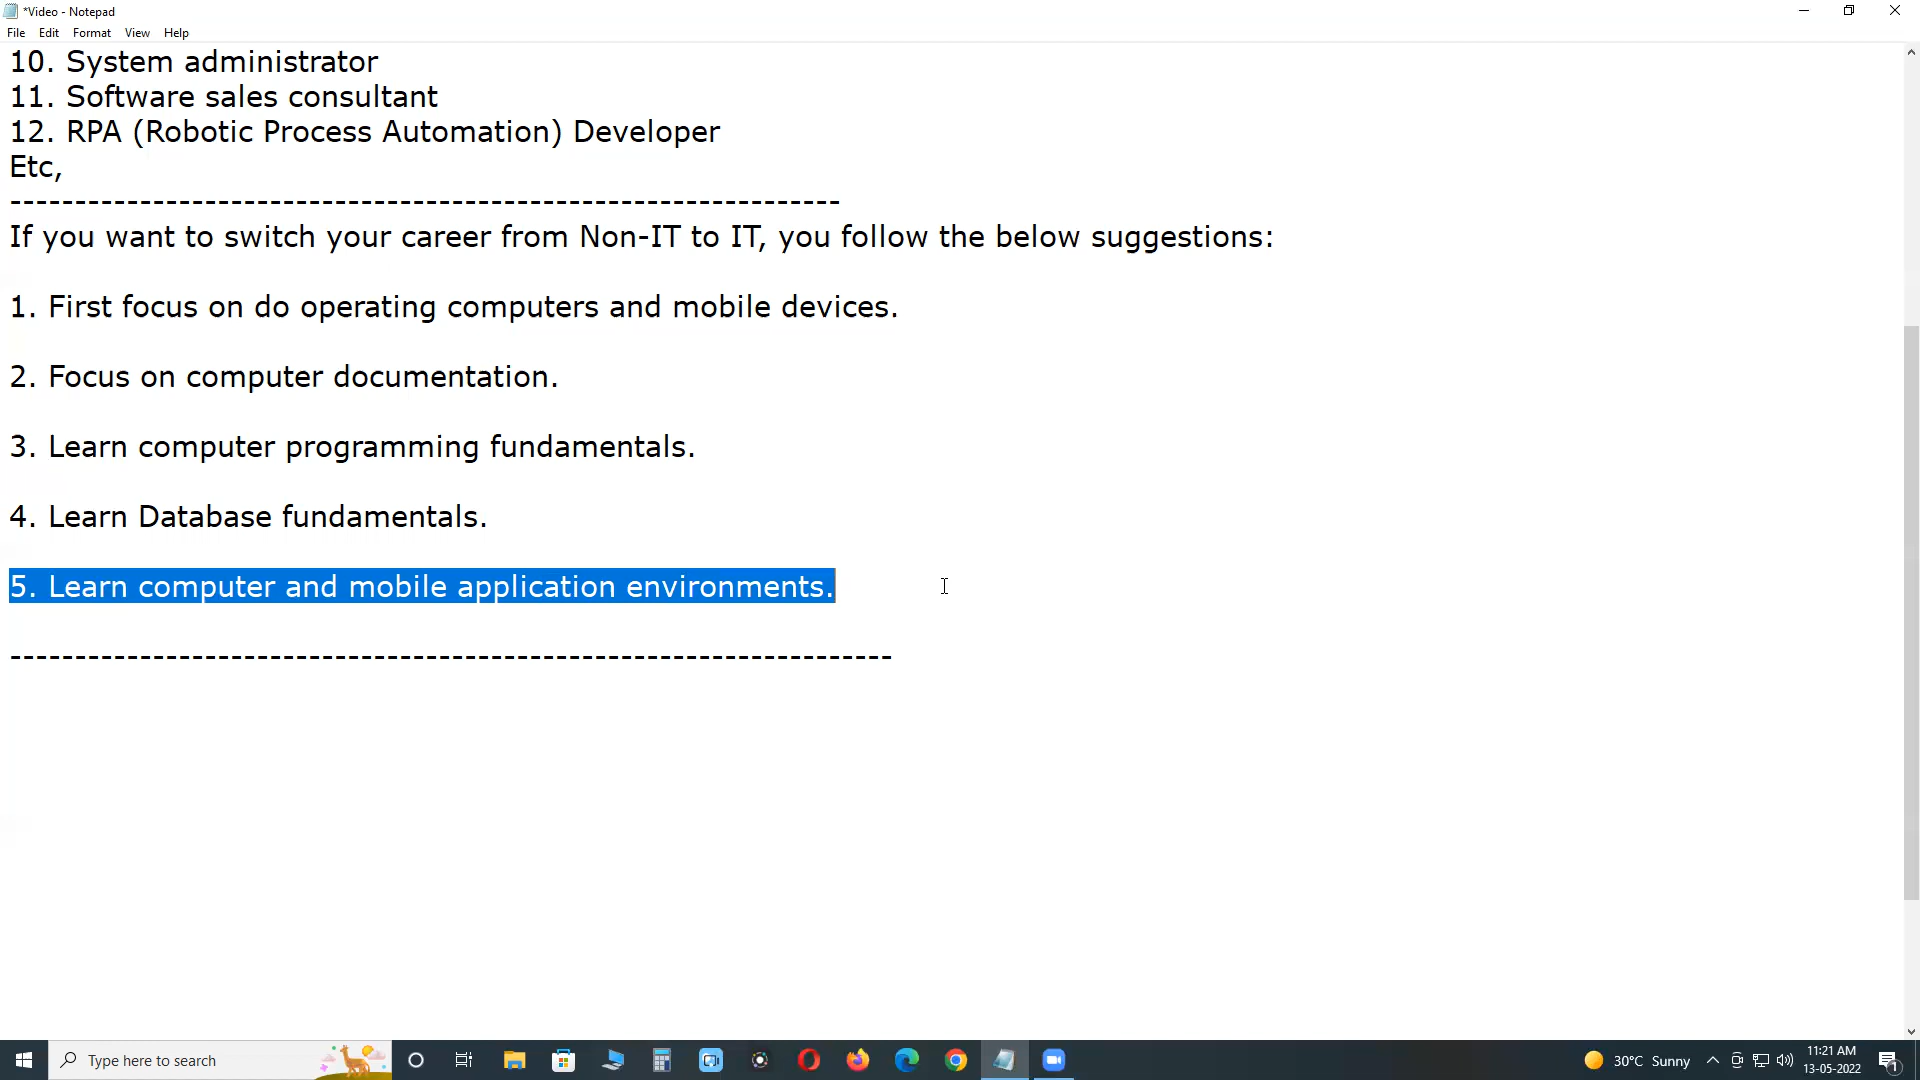 *Video - Notepad
File Edit Format View Help
10. System administrator
11. Software sales consultant
12. RPA (Robotic Process Automation) Developer
Etc,
----------------------------------------------------------------
If you want to switch your career from Non-IT to IT, you follow the below suggestions:
1. First focus on do operating computers and mobile devices.
2. Focus on computer documentation.
3. Learn computer programming fundamentals.
4. Learn Database fundamentals.
5. Learn computer and mobile application environments.
--------------------------------------------------------------------
Type here to search
30°C Sunny
11:21 AM
13-05-2022
1